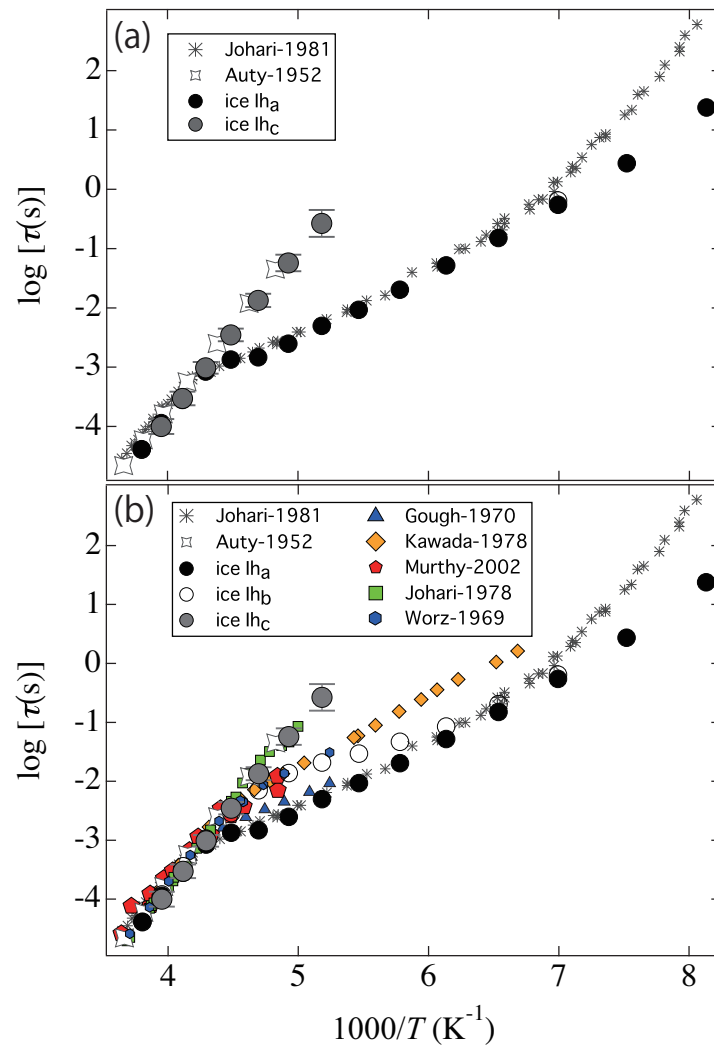 (a)
Johari-1981
Auty-1952
ice Ih_a
ice Ih_c
2
1
0
-1
-2
-3
-4
log [τ(s)]
(b)
Johari-1981
Auty-1952
ice Ih_a
ice Ih_b
ice Ih_c
Gough-1970
Kawada-1978
Murthy-2002
Johari-1978
Worz-1969
2
1
0
-1
-2
-3
-4
log [τ(s)]
4 5 6 7 8
1000/T (K⁻¹)